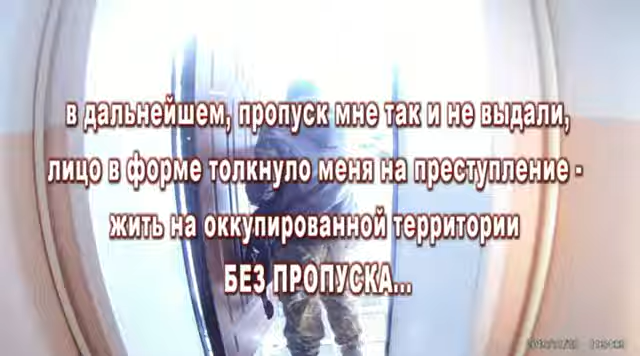 в дальнейшем, пропуск мне так и не выдали,
лицо в форме толкнуло меня на преступление -
жить на оккупированной территории
БЕЗ ПРОПУСКА...